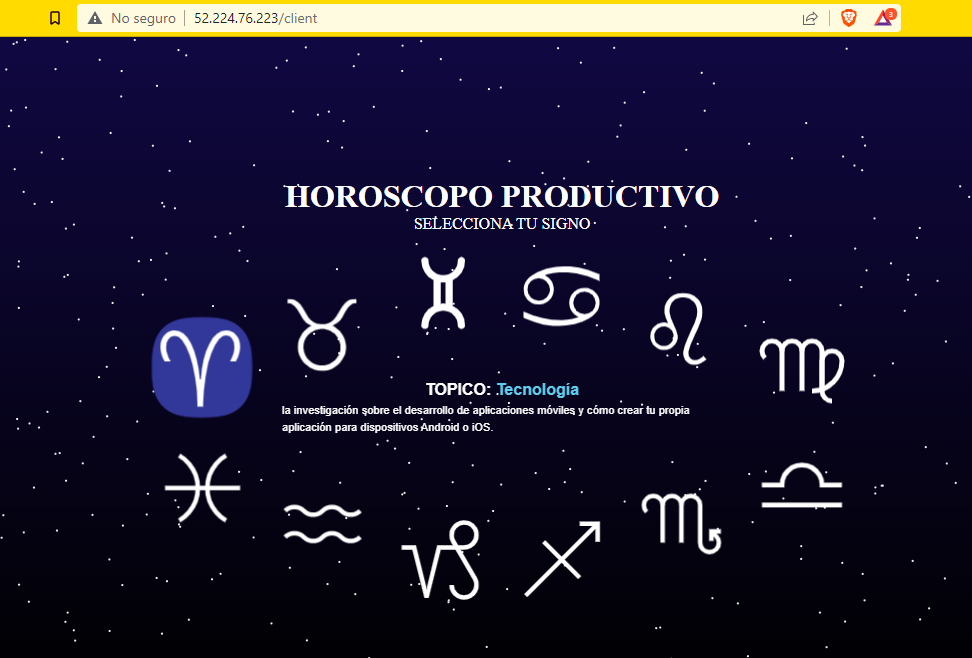 No seguro
52.224.76.223/client
3
HOROSCOPO PRODUCTIVO
SELECCIONA TU SIGNO
TOPICO: Tecnología
la investigación sobre el desarrollo de aplicaciones móviles y cómo crear tu propia
aplicación para dispositivos Android o iOS.